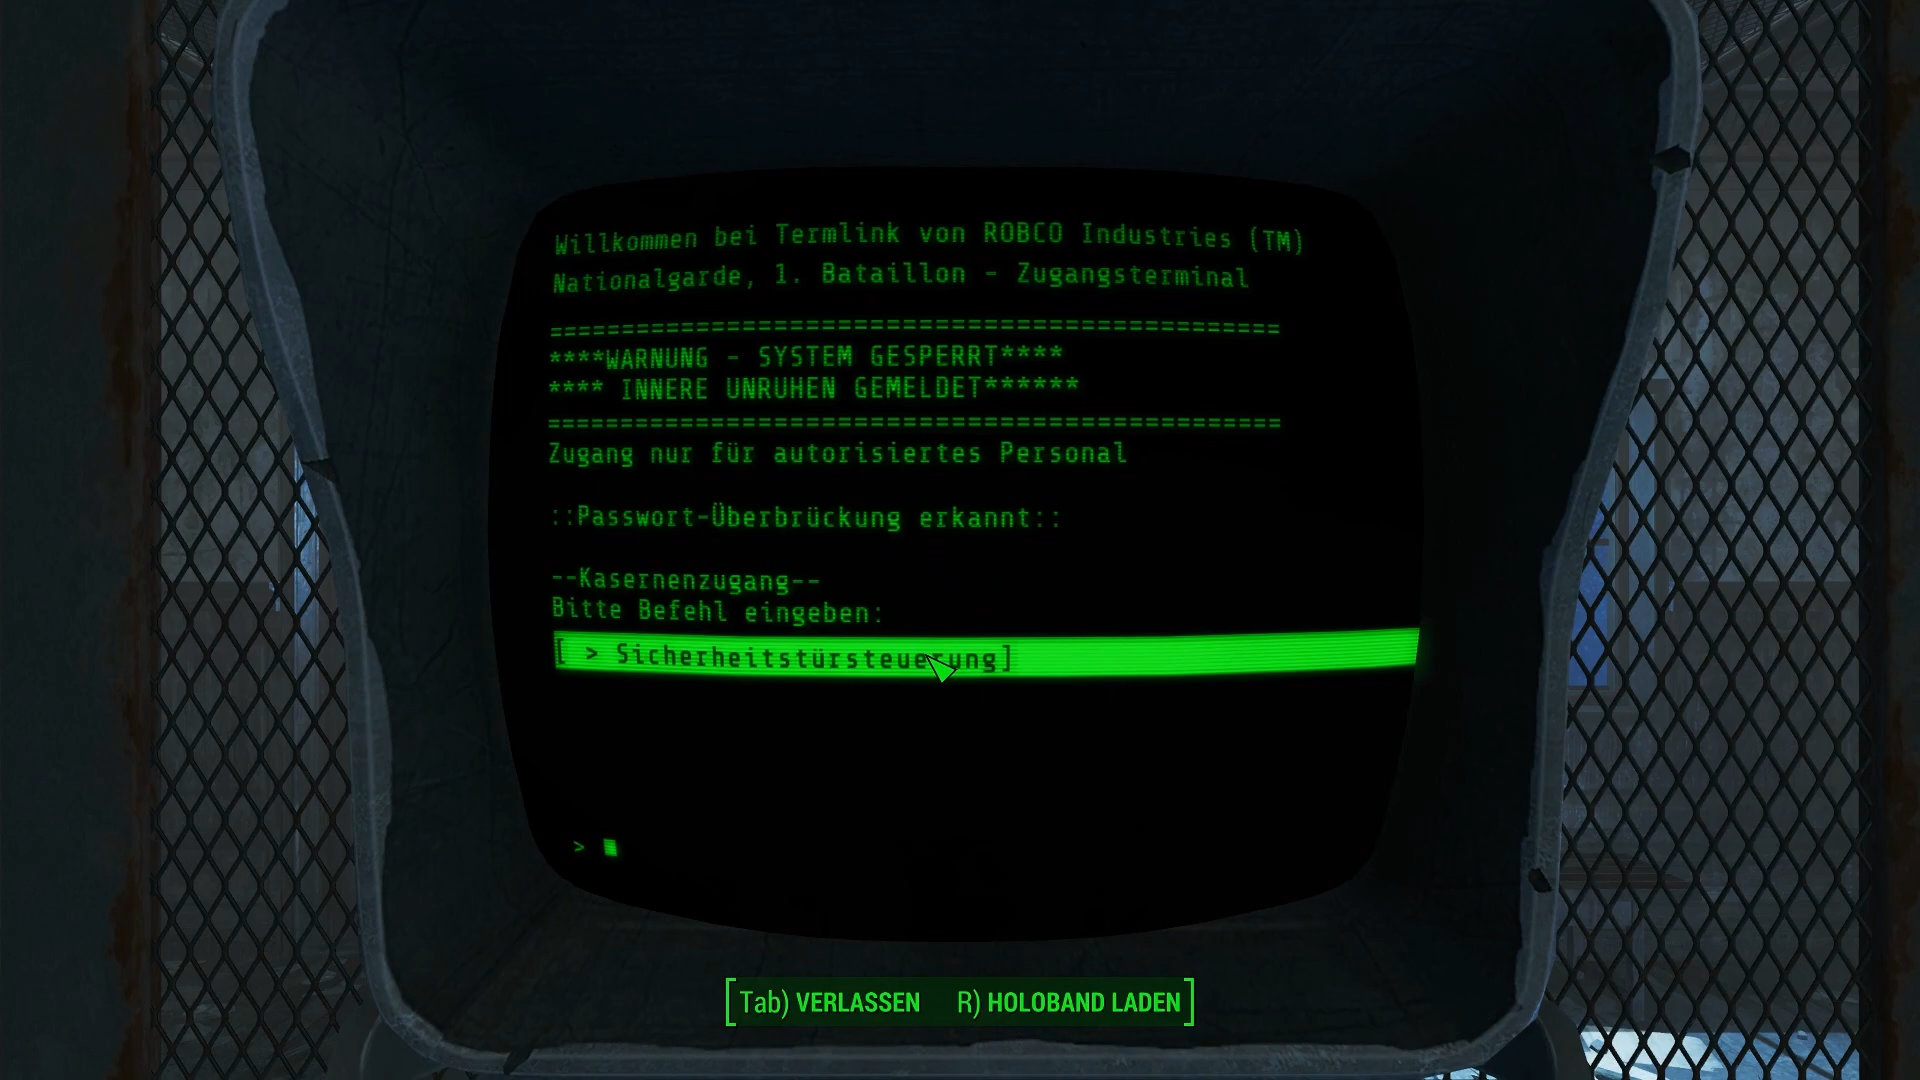 Willkommen bei Termlink von ROBCO Industries (TM)
Nationalgarde, 1. Bataillon - Zugangsterminal
===============================================
****WARNUNG - SYSTEM GESPERRT****
**** INNERE UNRUHEN GEMELDET******
===============================================
Zugang nur für autorisiertes Personal
::Passwort-Überbrückung erkannt::
--Kasernenzugang--
Bitte Befehl eingeben:
[ > Sicherheitstürsteuerung]
>
[Tab) VERLASSEN R) HOLOBAND LADEN]